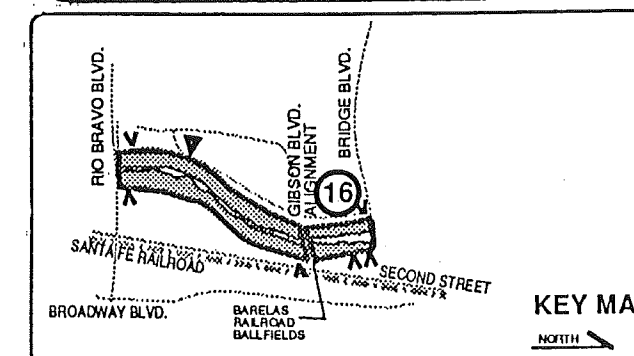 RIO BRAVO BLVD.
GIBSON BLVD.
ALIGNMENT
BRIDGE BLVD.
16
SANTA FE RAILROAD
SECOND STREET
BROADWAY BLVD.
BARELAS
RAILROAD
BALLFIELDS
KEY MA
NORTH